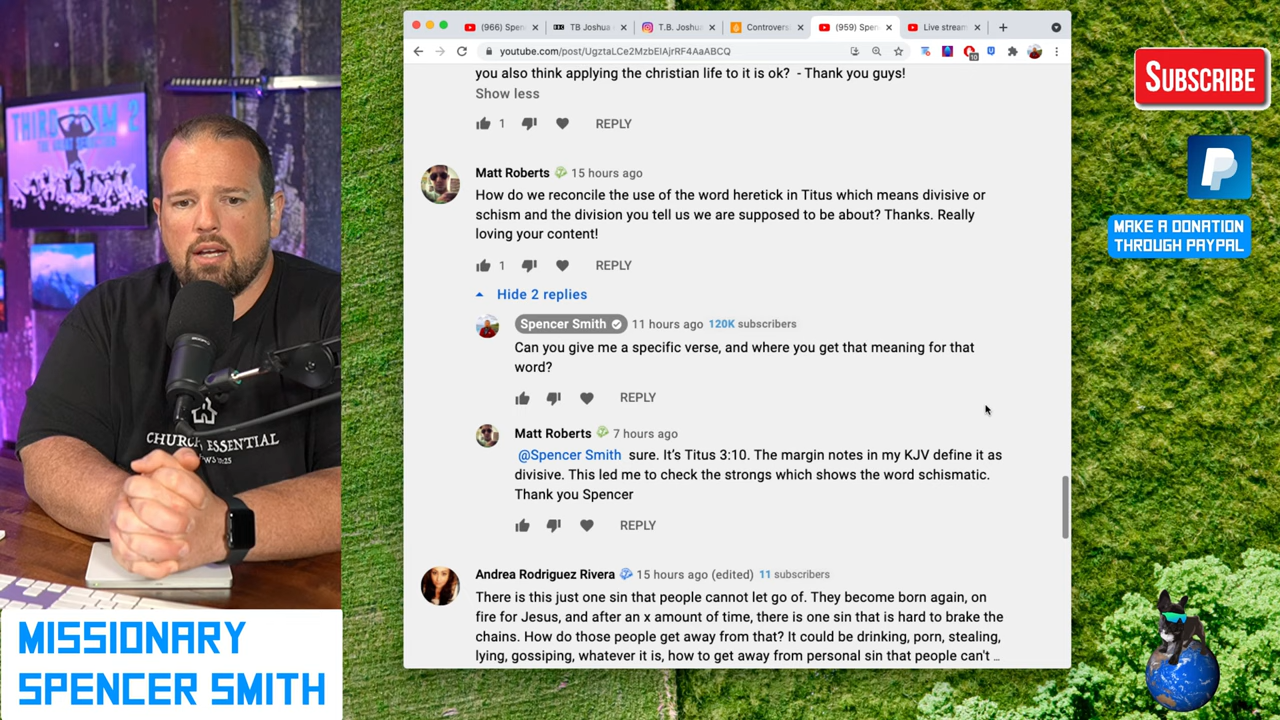 (966) Spen
TB Joshua
T.B. Joshu
Controvers
(959) Spen
Live stream
youtube.com/post/UgztaLCe2MzbElAjrRF4AaABCQ
10
you also think applying the christian life to it is ok?  - Thank you guys!
Show less
1
REPLY
Matt Roberts 15 hours ago
How do we reconcile the use of the word heretick in Titus which means divisive or
schism and the division you tell us we are supposed to be about? Thanks. Really
loving your content!
1
REPLY
Hide 2 replies
Spencer Smith 11 hours ago 120K subscribers
Can you give me a specific verse, and where you get that meaning for that
word?
REPLY
Matt Roberts 7 hours ago
@Spencer Smith sure. It's Titus 3:10. The margin notes in my KJV define it as
divisive. This led me to check the strongs which shows the word schismatic.
Thank you Spencer
REPLY
Andrea Rodriguez Rivera 15 hours ago (edited) 11 subscribers
There is this just one sin that people cannot let go of. They become born again, on
fire for Jesus, and after an x amount of time, there is one sin that is hard to brake the
chains. How do those people get away from that? It could be drinking, porn, stealing,
lying, gossiping, whatever it is, how to get away from personal sin that people can't ...
THIRD ADAM 2
CHURCH ESSENTIAL
MISSIONARY
SPENCER SMITH
SUBSCRIBE
MAKE A DONATION
THROUGH PAYPAL